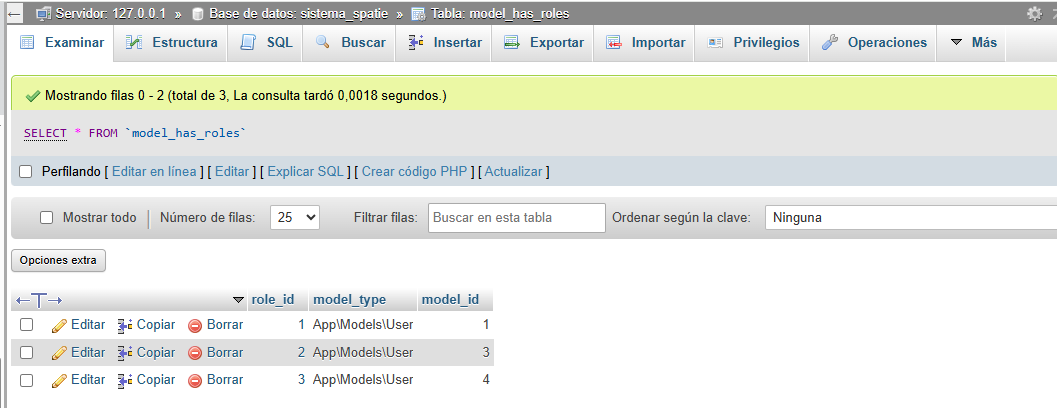 Servidor: 127.0.0.1 » Base de datos: sistema_spatie » Tabla: model_has_roles
Examinar Estructura SQL Buscar Insertar Exportar Importar Privilegios Operaciones Más
Mostrando filas 0 - 2 (total de 3, La consulta tardó 0,0018 segundos.)
SELECT * FROM `model_has_roles`
Perfilando [ Editar en línea ] [ Editar ] [ Explicar SQL ] [ Crear código PHP ] [ Actualizar ]
Mostrar todo Número de filas: 25 Filtrar filas: Buscar en esta tabla Ordenar según la clave: Ninguna
Opciones extra
role_id model_type model_id
Editar Copiar Borrar 1 App\Models\User 1
Editar Copiar Borrar 2 App\Models\User 3
Editar Copiar Borrar 3 App\Models\User 4